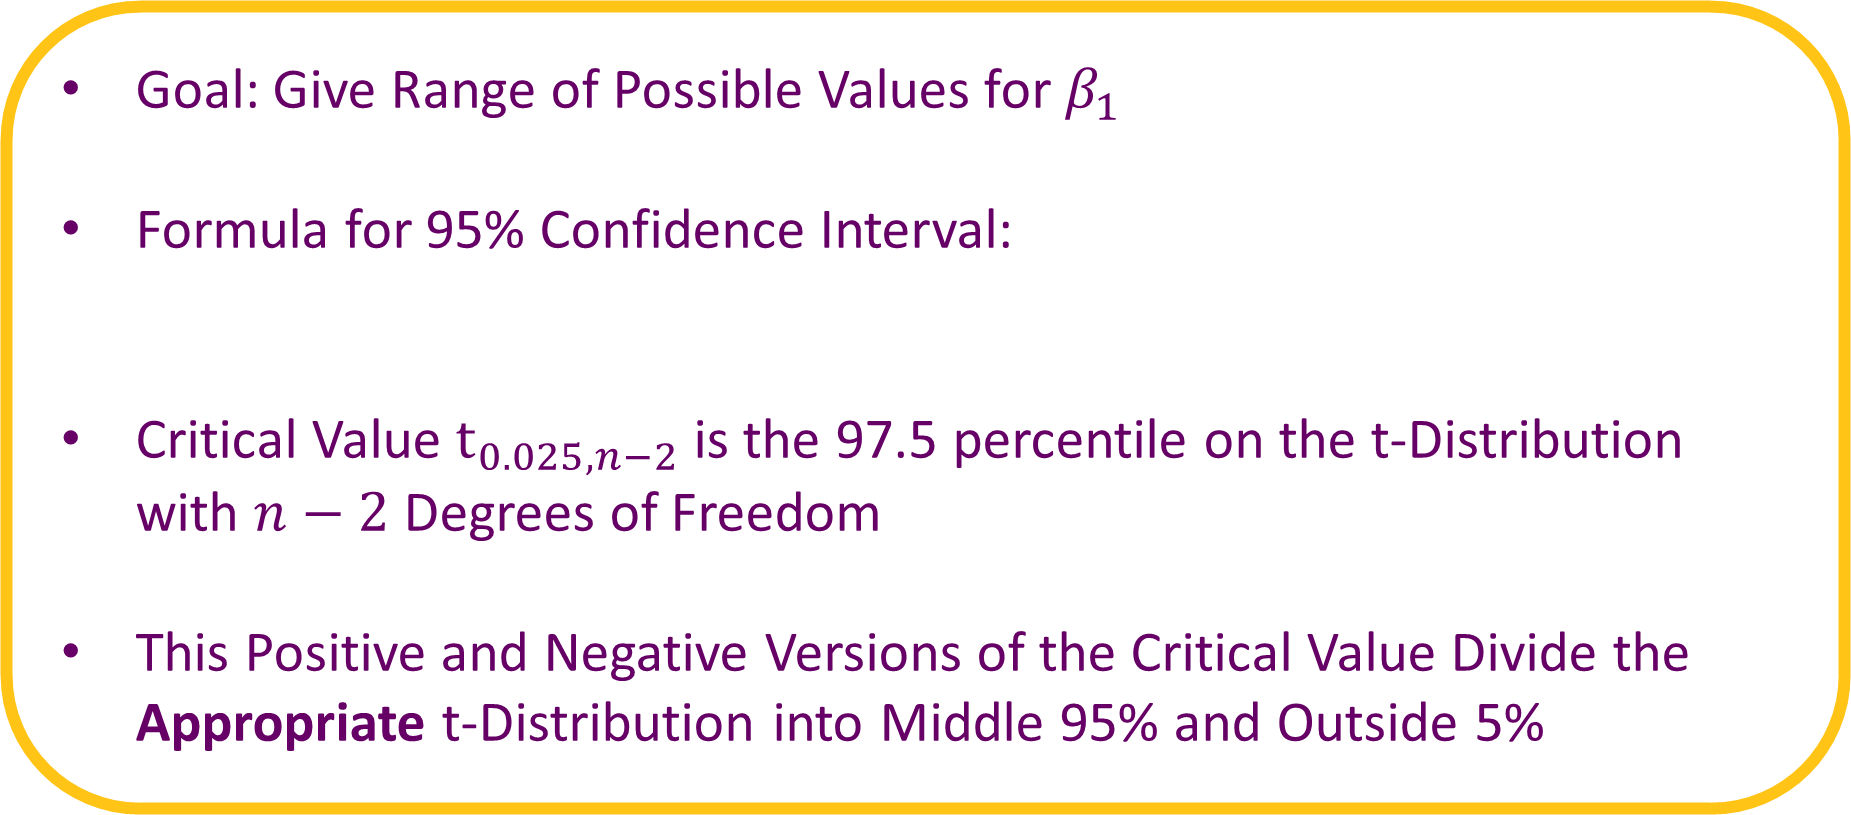 • Goal: Give Range of Possible Values for β₁
• Formula for 95% Confidence Interval:
• Critical Value t₀.₀₂₅,ₙ₋₂ is the 97.5 percentile on the t-Distribution
with n − 2 Degrees of Freedom
• This Positive and Negative Versions of the Critical Value Divide the
Appropriate t-Distribution into Middle 95% and Outside 5%